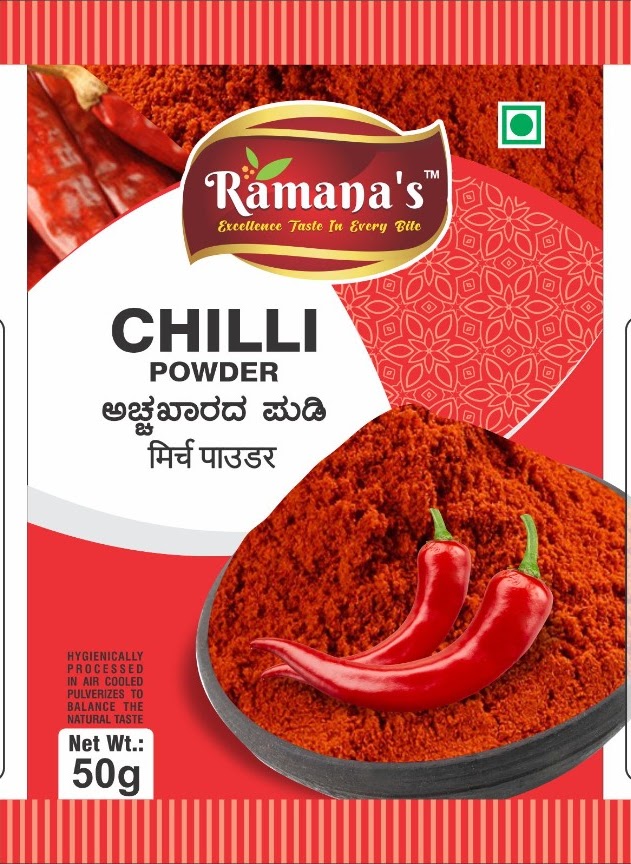 Ramana's™
Excellence Taste In Every Bite
CHILLI
POWDER
ಅಚ್ಚಖಾರದ ಪುಡಿ
मिर्च पाउडर
HYGIENICALLY
PROCESSED
IN AIR COOLED
PULVERIZES TO
BALANCE THE
NATURAL TASTE
Net Wt.:
50g